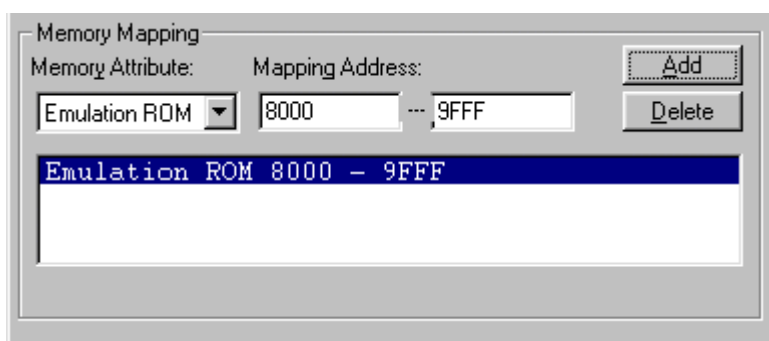 Memory Mapping
Memory Attribute: Mapping Address: Add
Emulation ROM 8000 --- 9FFF Delete
Emulation ROM 8000 – 9FFF